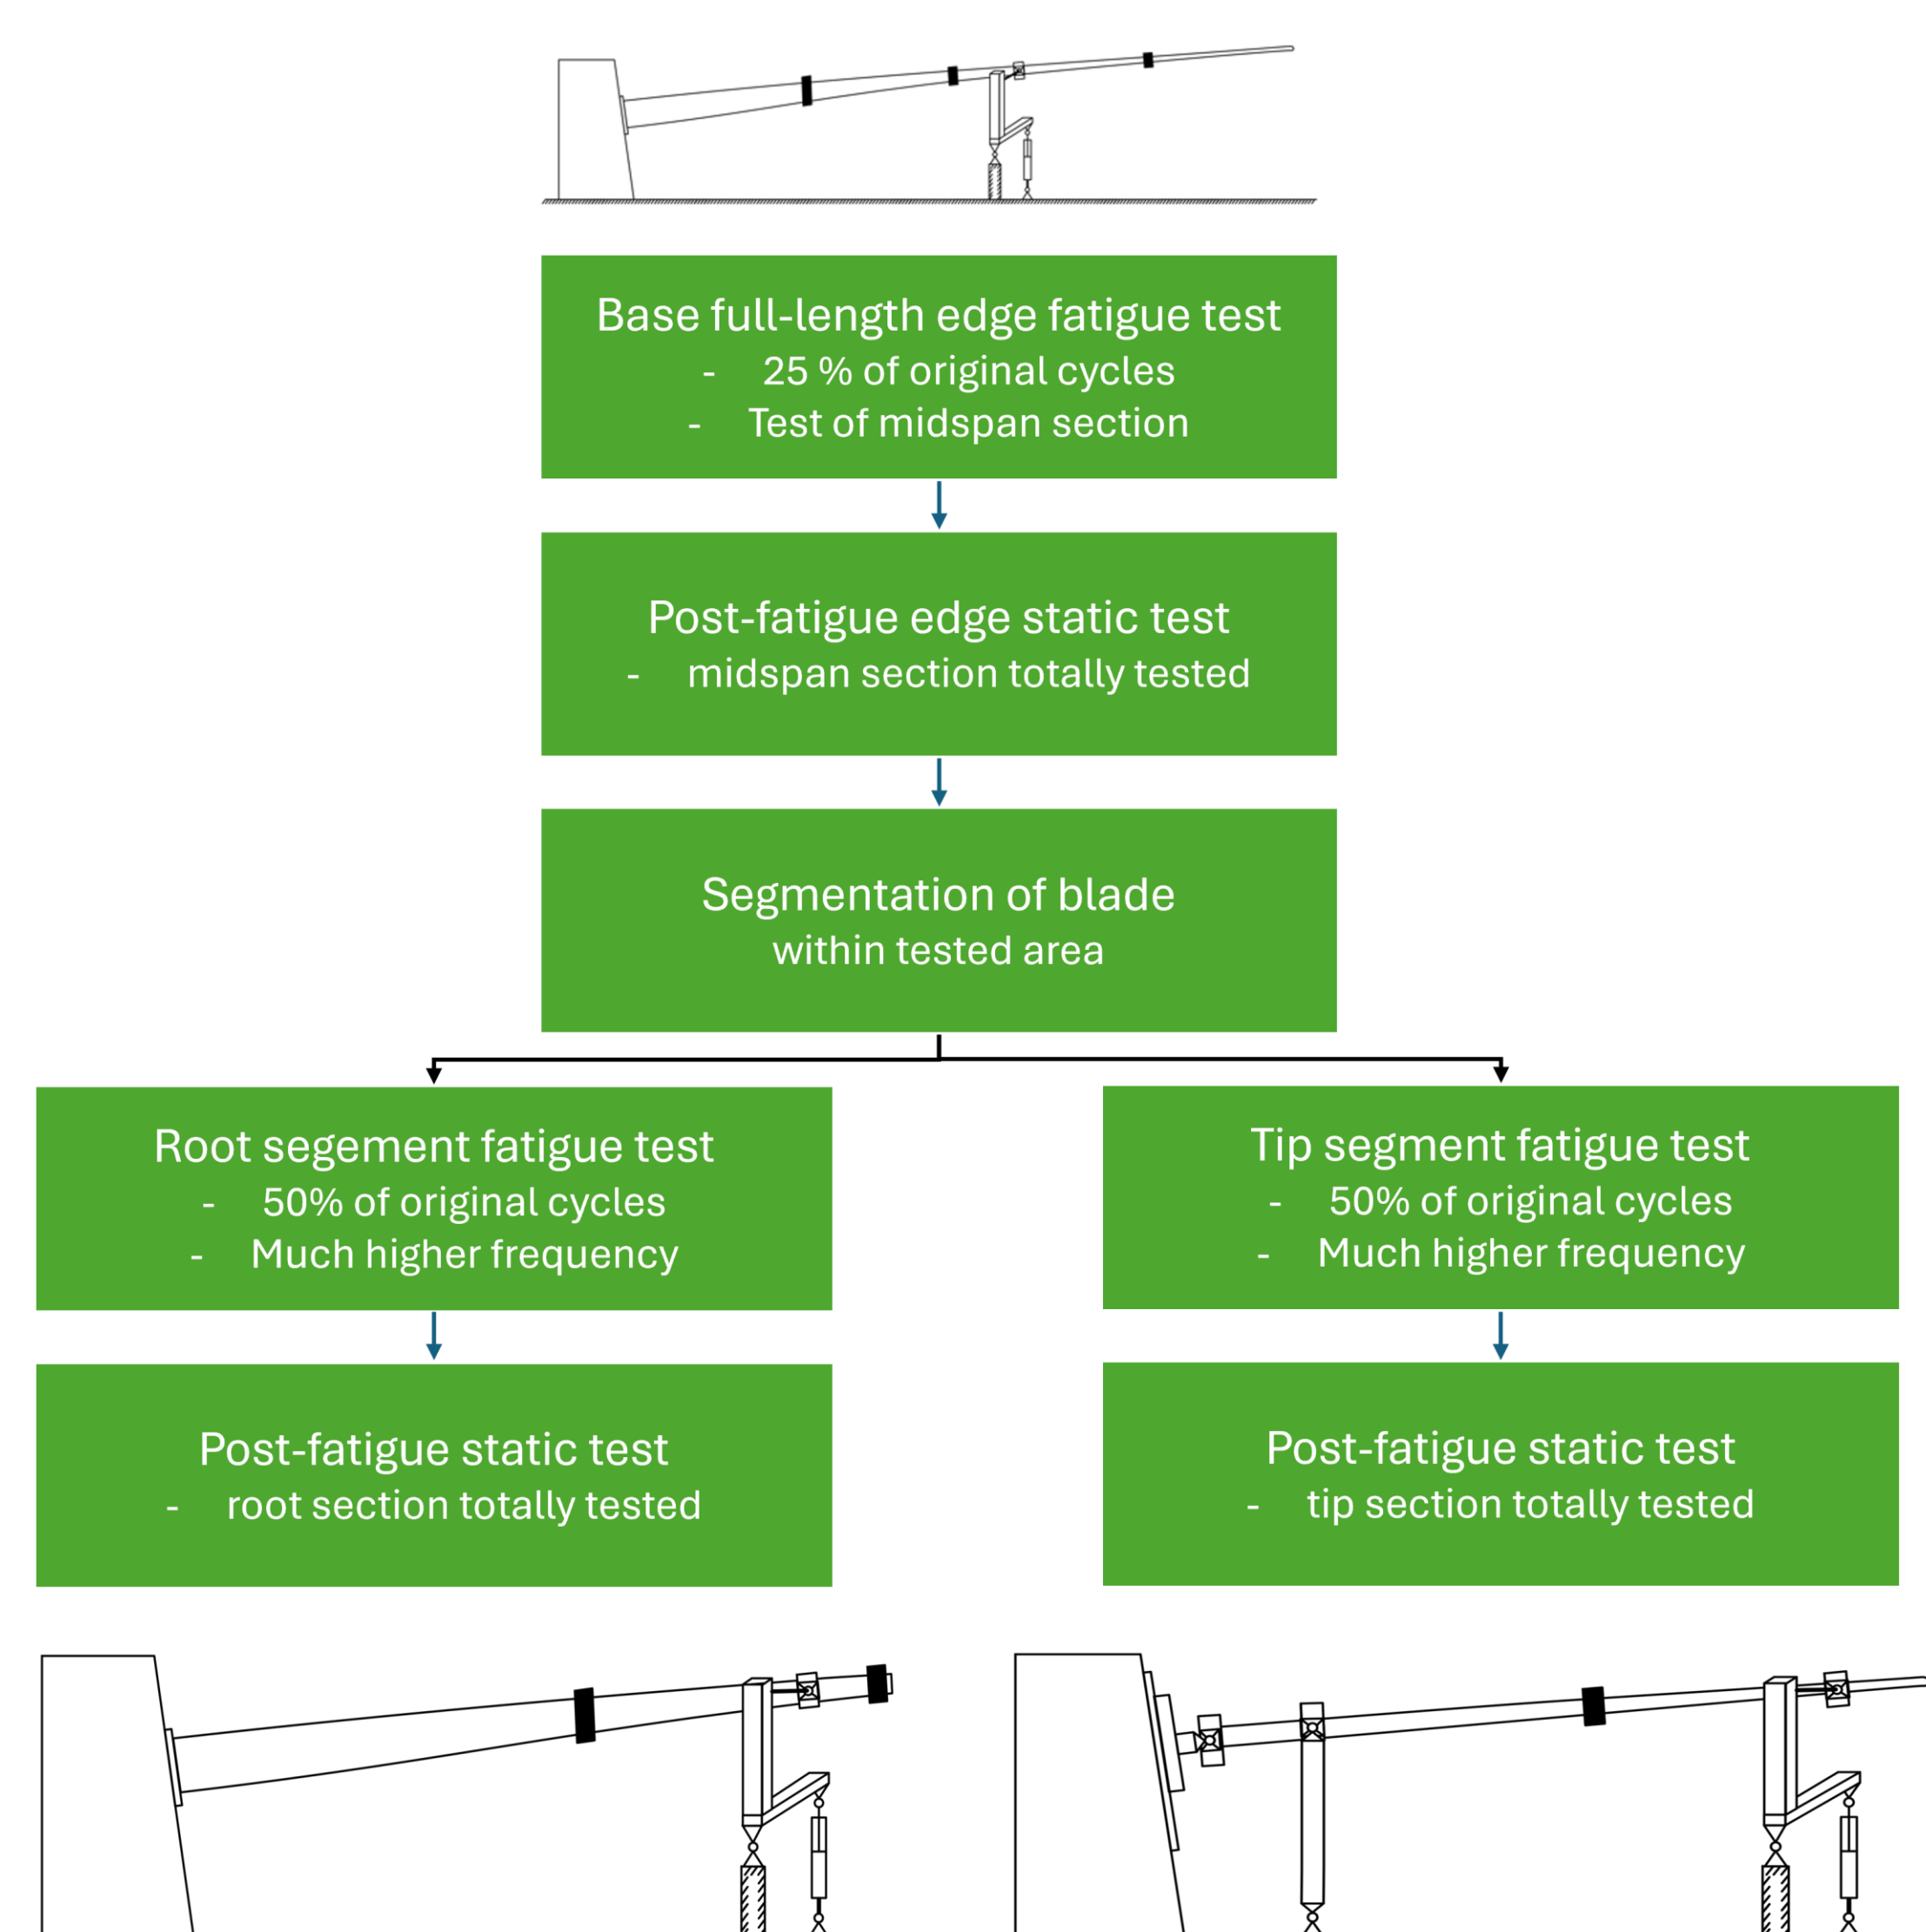 Base full-length edge fatigue test
- 25 % of original cycles
- Test of midspan section
Post-fatigue edge static test
- midspan section totally tested
Segmentation of blade
within tested area
Root segement fatigue test
- 50% of original cycles
- Much higher frequency
Tip segment fatigue test
- 50% of original cycles
- Much higher frequency
Post-fatigue static test
- root section totally tested
Post-fatigue static test
- tip section totally tested